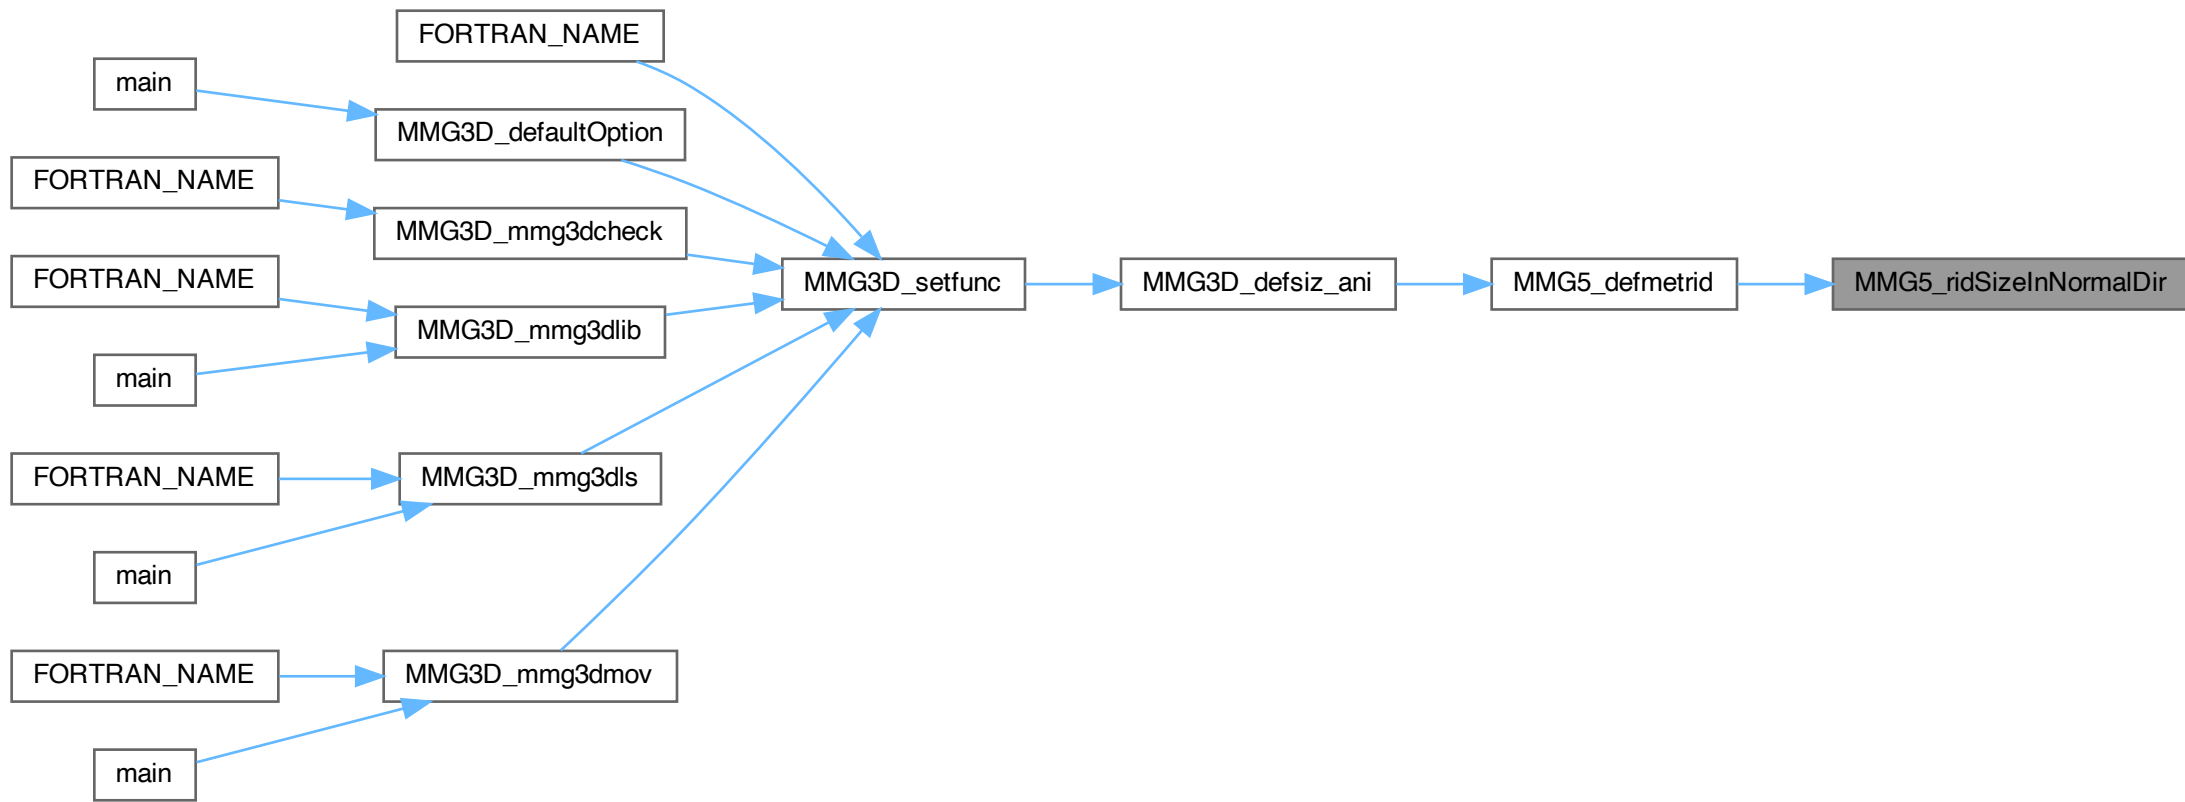 FORTRAN_NAME
main
MMG3D_defaultOption
FORTRAN_NAME
MMG3D_mmg3dcheck
FORTRAN_NAME
MMG3D_setfunc
MMG3D_defsiz_ani
MMG5_defmetrid
MMG5_ridSizeInNormalDir
MMG3D_mmg3dlib
main
FORTRAN_NAME
MMG3D_mmg3dls
main
FORTRAN_NAME
MMG3D_mmg3dmov
main